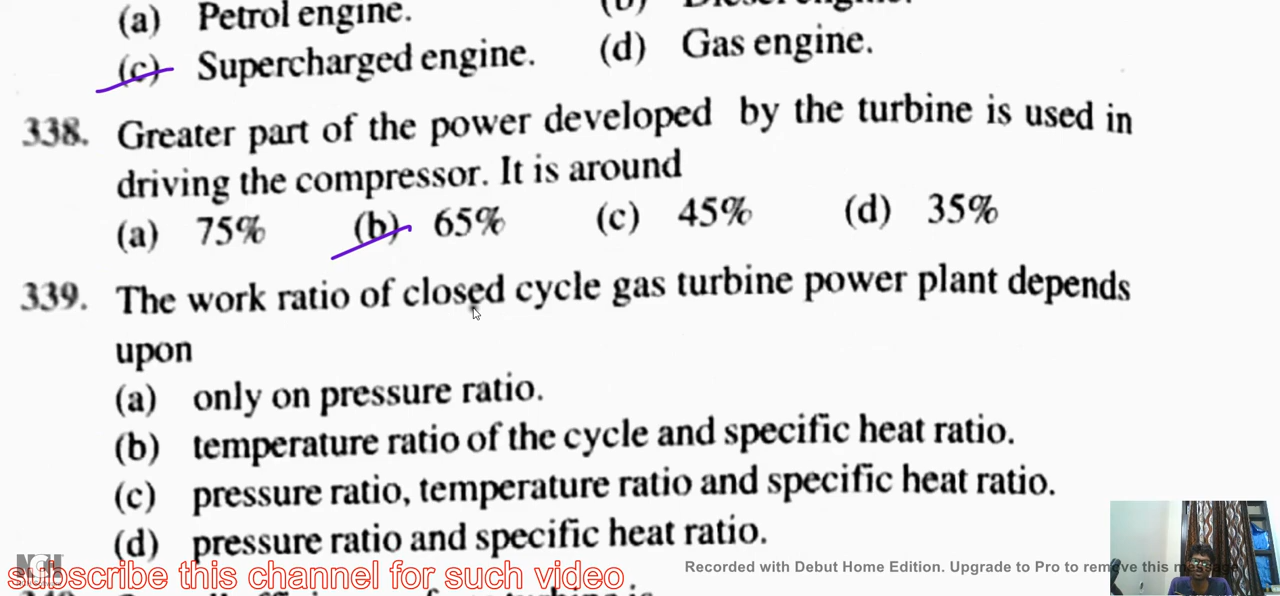 (a) Petrol engine.
(c) Supercharged engine. (d) Gas engine.
338. Greater part of the power developed by the turbine is used in
driving the compressor. It is around
(a) 75% (b) 65% (c) 45% (d) 35%
339. The work ratio of closed cycle gas turbine power plant depends
upon
(a) only on pressure ratio.
(b) temperature ratio of the cycle and specific heat ratio.
(c) pressure ratio, temperature ratio and specific heat ratio.
(d) pressure ratio and specific heat ratio.
subscribe this channel for such video
Recorded with Debut Home Edition. Upgrade to Pro to remove this message